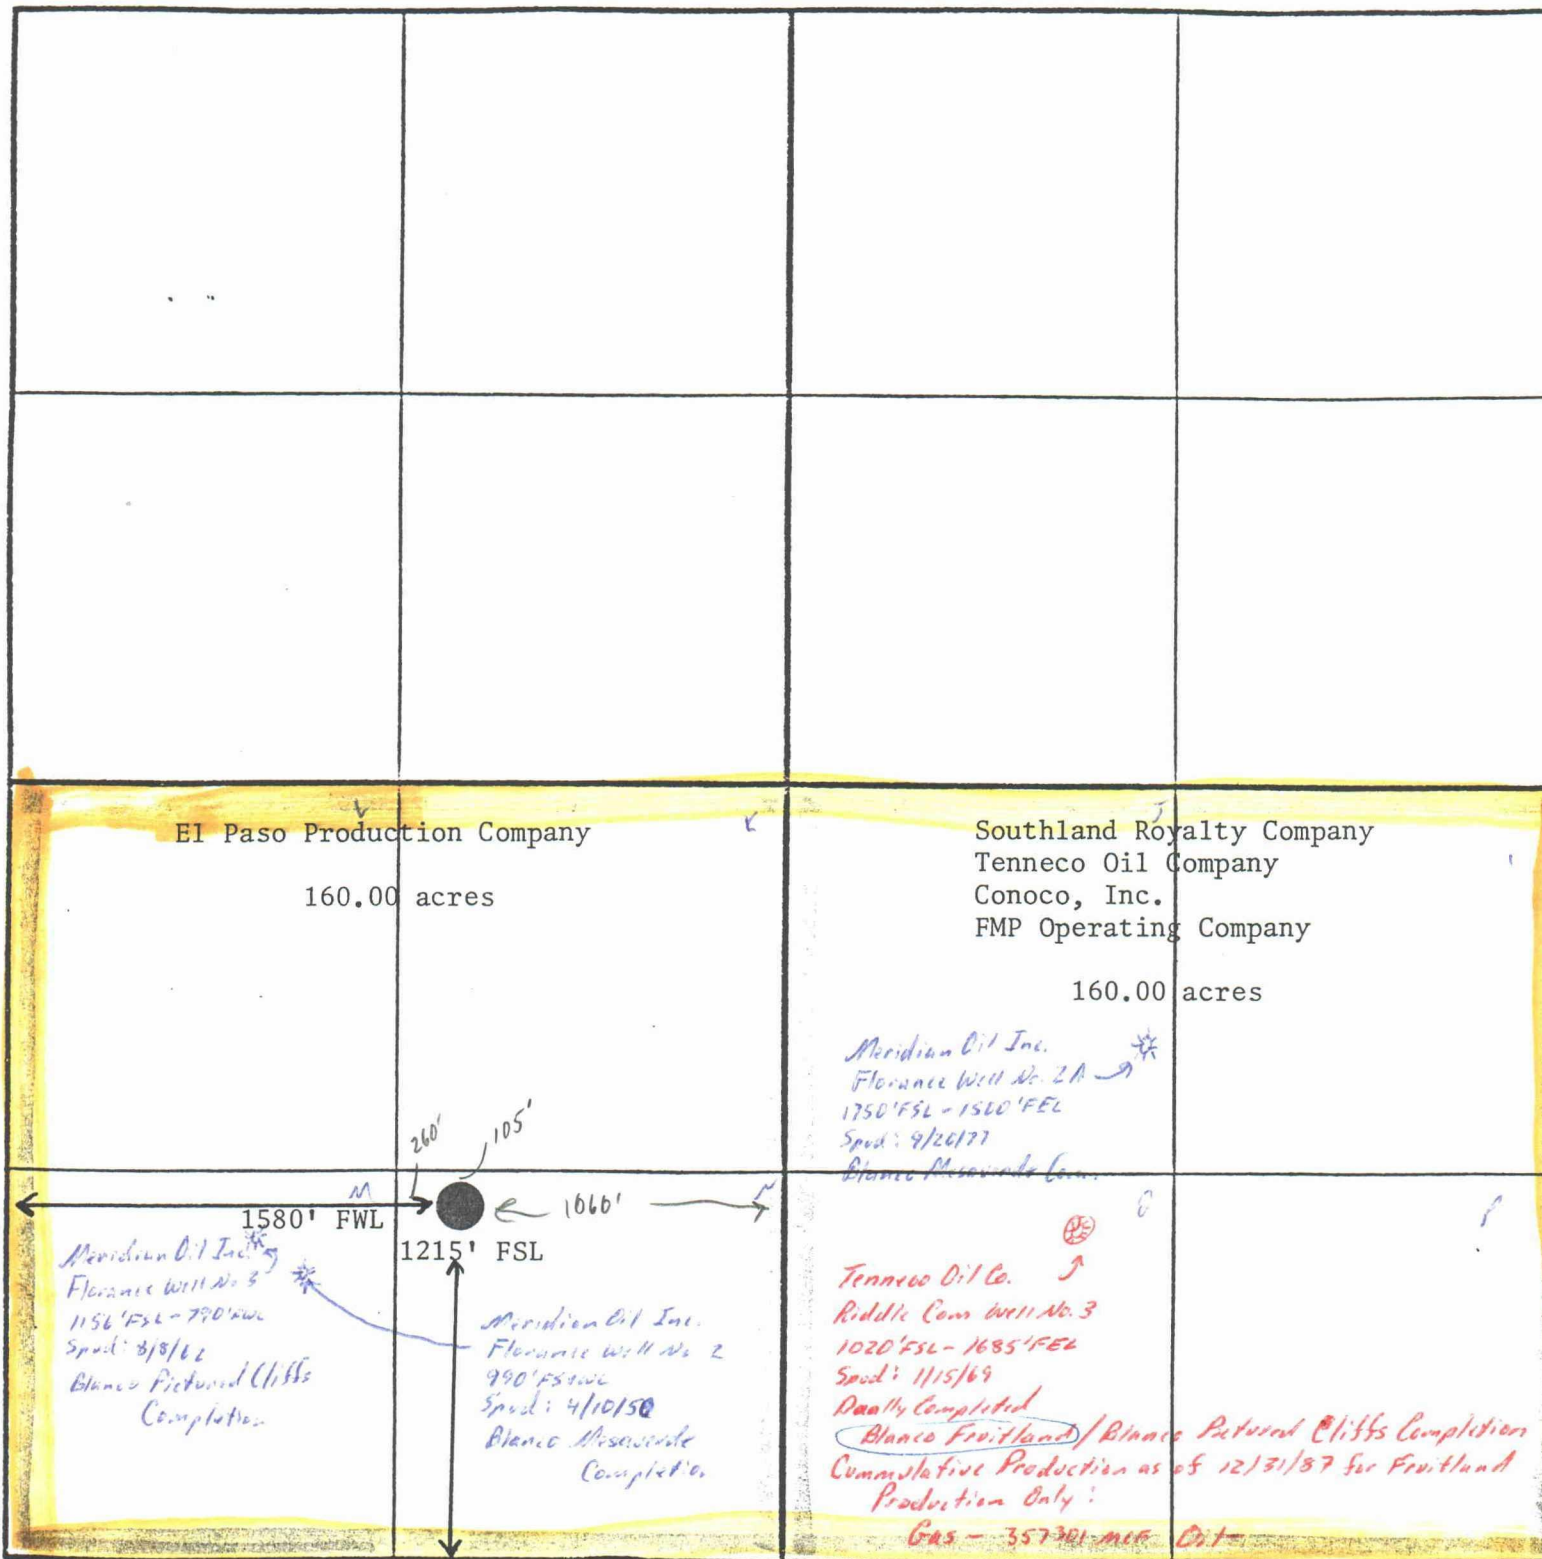 El Paso Production Company
160.00 acres
Southland Royalty Company
Tenneco Oil Company
Conoco, Inc.
FMP Operating Company
160.00 acres
L
K
J
I
Meridian Oil Inc.
Florance Well No. 2A
1750'FSL - 1560'FEL
Spud: 9/20/77
Blanco Mesaverde Com.
260'
105'
M
N
O
P
1060'
1580' FWL
1215' FSL
Meridian Oil Inc.
Florance Well No 3
1156'FSL - 790'FWL
Spud: 8/8/62
Blanco Pictured Cliffs
Completion
Meridian Oil Inc.
Florance Well No 2
990'FS&WL
Spud: 4/10/50
Blanco Mesaverde
Completion
Tenneco Oil Co.
Riddle Com Well No. 3
1020'FSL - 1685'FEL
Spud: 1/15/69
Dually Completed
Blanco Fruitland / Blanco Pictured Cliffs Completion
Cummulative Production as of 12/31/87 for Fruitland
Production Only:
Gas - 357301 MCF Oil-